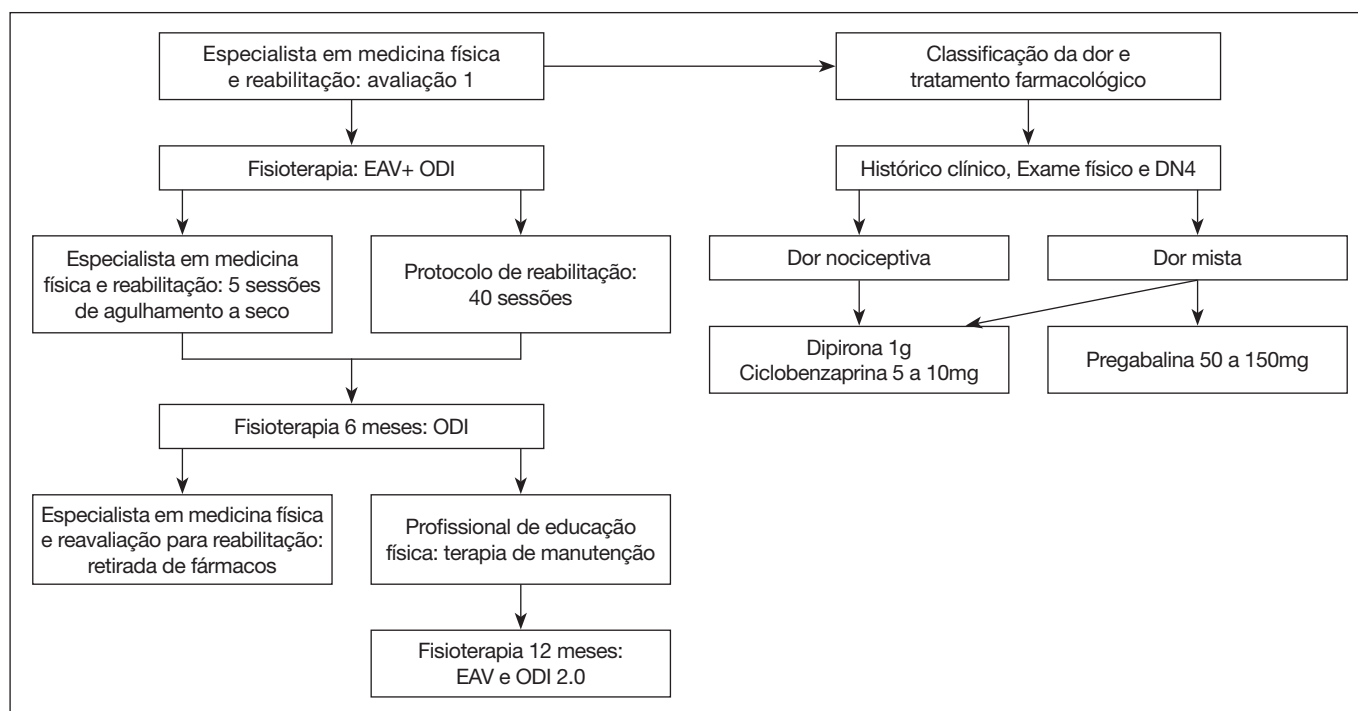 Especialista em medicina física
e reabilitação: avaliação 1
Classificação da dor e
tratamento farmacológico
Fisioterapia: EAV+ ODI
Histórico clínico, Exame físico e DN4
Especialista em medicina
física e reabilitação: 5 sessões
de agulhamento a seco
Protocolo de reabilitação:
40 sessões
Dor nociceptiva
Dor mista
Dipirona 1g
Ciclobenzaprina 5 a 10mg
Pregabalina 50 a 150mg
Fisioterapia 6 meses: ODI
Especialista em medicina física
e reavaliação para reabilitação:
retirada de fármacos
Profissional de educação
física: terapia de manutenção
Fisioterapia 12 meses:
EAV e ODI 2.0